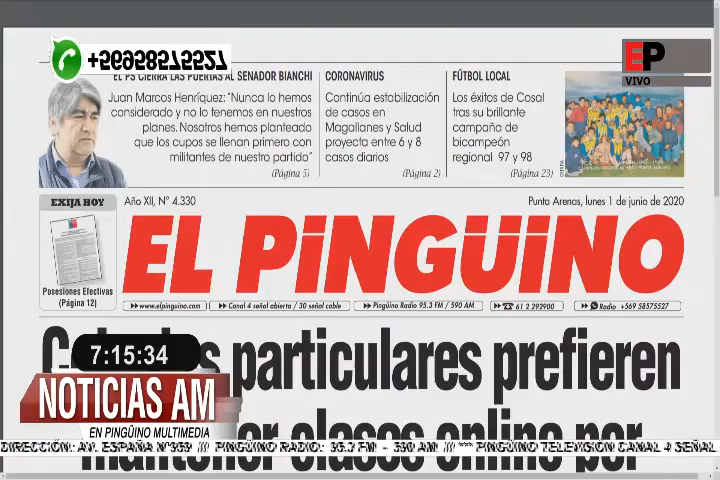 +56958575527
EP
VIVO
EL PS CIERRA LAS PUERTAS AL SENADOR BIANCHI
Juan Marcos Henríquez: "Nunca lo hemos
considerado y no lo tenemos en nuestros
planes. Nosotros hemos planteado
que los cupos se llenan primero con
militantes de nuestro partido"
(Página 5)
CORONAVIRUS
Continúa estabilización
de casos en
Magallanes y Salud
proyecta entre 6 y 8
casos diarios
(Página 2)
FÚTBOL LOCAL
Los éxitos de Cosal
tras su brillante
campaña de
bicampeón
regional 97 y 98
(Página 23)
EXIJA HOY
Posesiones Efectivas
(Página 12)
Año XII, N° 4.330
Punta Arenas, lunes 1 de junio de 2020
EL PiNGÜiNO
www.elpinguino.com
Canal 4 señal abierta / 30 señal cable
Pingüino Radio 95.3 FM / 590 AM
61 2 292900
Radio +569 58575527
particulares prefieren
clases online por
7:15:34
NOTICIAS AM
EN PINGÜINO MULTIMEDIA
DIRECCIÓN: AV. ESPAÑA Nº959 /// PINGÜINO RADIO: 95.3 FM - 590 AM /// PINGÜINO TELEVISIÓN CANAL 4 SEÑAL